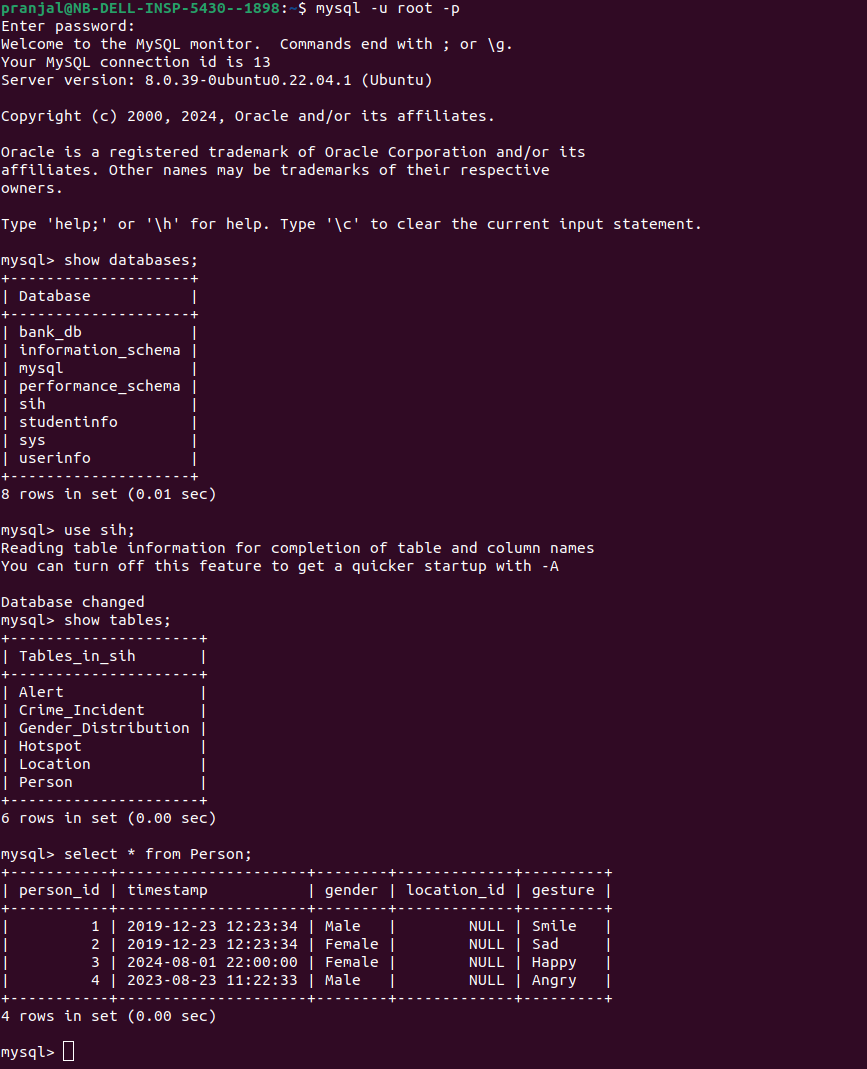 pranjal@NB-DELL-INSP-5430--1898:~$ mysql -u root -p
Enter password:
Welcome to the MySQL monitor.  Commands end with ; or \g.
Your MySQL connection id is 13
Server version: 8.0.39-0ubuntu0.22.04.1 (Ubuntu)

Copyright (c) 2000, 2024, Oracle and/or its affiliates.

Oracle is a registered trademark of Oracle Corporation and/or its
affiliates. Other names may be trademarks of their respective
owners.

Type 'help;' or '\h' for help. Type '\c' to clear the current input statement.

mysql> show databases;
+--------------------+
| Database           |
+--------------------+
| bank_db            |
| information_schema |
| mysql              |
| performance_schema |
| sih                |
| studentinfo        |
| sys                |
| userinfo           |
+--------------------+
8 rows in set (0.01 sec)

mysql> use sih;
Reading table information for completion of table and column names
You can turn off this feature to get a quicker startup with -A

Database changed
mysql> show tables;
+---------------------+
| Tables_in_sih       |
+---------------------+
| Alert               |
| Crime_Incident      |
| Gender_Distribution |
| Hotspot             |
| Location            |
| Person              |
+---------------------+
6 rows in set (0.00 sec)

mysql> select * from Person;
+-----------+---------------------+--------+-------------+---------+
| person_id | timestamp           | gender | location_id | gesture |
+-----------+---------------------+--------+-------------+---------+
|         1 | 2019-12-23 12:23:34 | Male   |        NULL | Smile   |
|         2 | 2019-12-23 12:23:34 | Female |        NULL | Sad     |
|         3 | 2024-08-01 22:00:00 | Female |        NULL | Happy   |
|         4 | 2023-08-23 11:22:33 | Male   |        NULL | Angry   |
+-----------+---------------------+--------+-------------+---------+
4 rows in set (0.00 sec)

mysql>